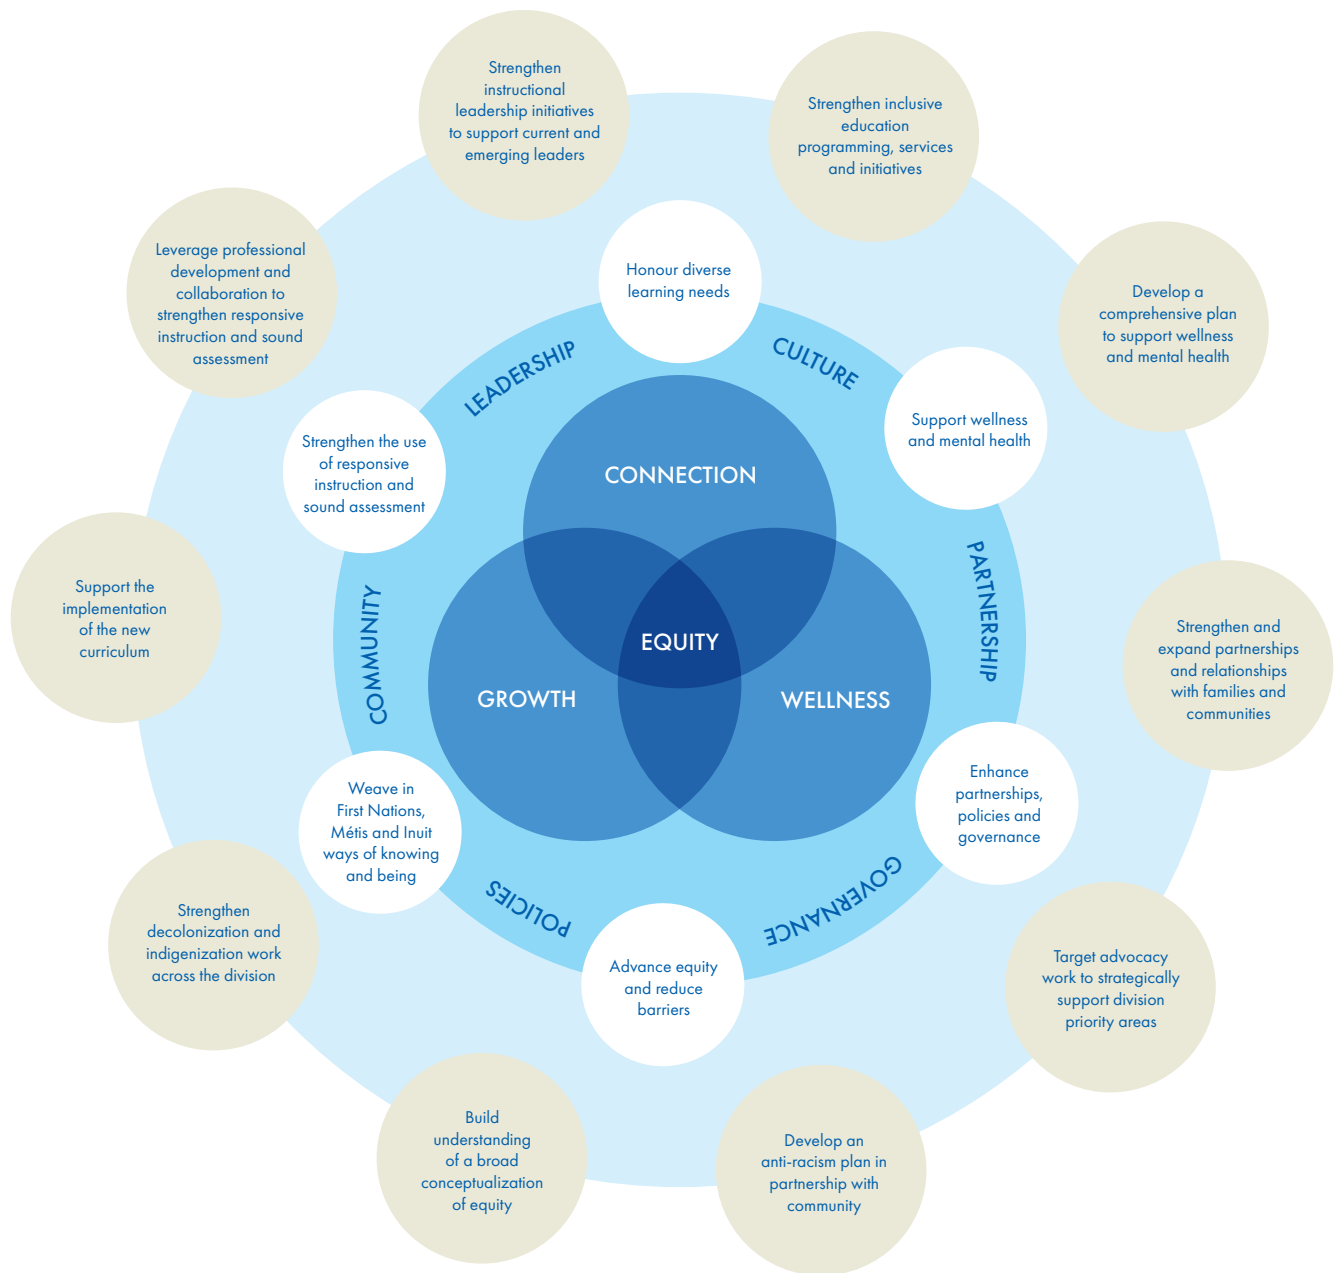 Strengthen
instructional
leadership initiatives
to support current and
emerging leaders
Strengthen inclusive
education
programming, services
and initiatives
Develop a
comprehensive plan
to support wellness
and mental health
Strengthen and
expand partnerships
and relationships
with families and
communities
Target advocacy
work to strategically
support division
priority areas
Develop an
anti-racism plan in
partnership with
community
Build
understanding
of a broad
conceptualization
of equity
Strengthen
decolonization and
indigenization work
across the division
Support the
implementation
of the new
curriculum
Leverage professional
development and
collaboration to
strengthen responsive
instruction and sound
assessment
Honour diverse
learning needs
Support wellness
and mental health
Enhance
partnerships,
policies and
governance
Advance equity
and reduce
barriers
Weave in
First Nations,
Métis and Inuit
ways of knowing
and being
Strengthen the use
of responsive
instruction and
sound assessment
LEADERSHIP
CULTURE
PARTNERSHIP
GOVERNANCE
POLICIES
COMMUNITY
CONNECTION
EQUITY
GROWTH
WELLNESS